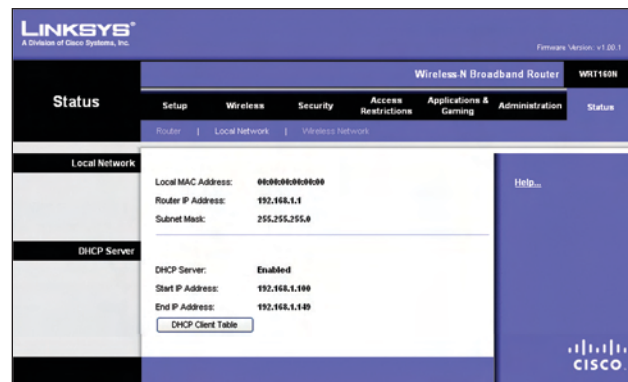 LINKSYS®
A Division of Cisco Systems, Inc.
Firmware Version: v1.00.1
Wireless-N Broadband Router WRT160N
Status
Setup Wireless Security Access Restrictions Applications & Gaming Administration Status
Router | Local Network | Wireless Network
Local Network
Local MAC Address: 00:00:00:00:00:00
Router IP Address: 192.168.1.1
Subnet Mask: 255.255.255.0
Help...
DHCP Server
DHCP Server: Enabled
Start IP Address: 192.168.1.100
End IP Address: 192.168.1.149
DHCP Client Table
CISCO